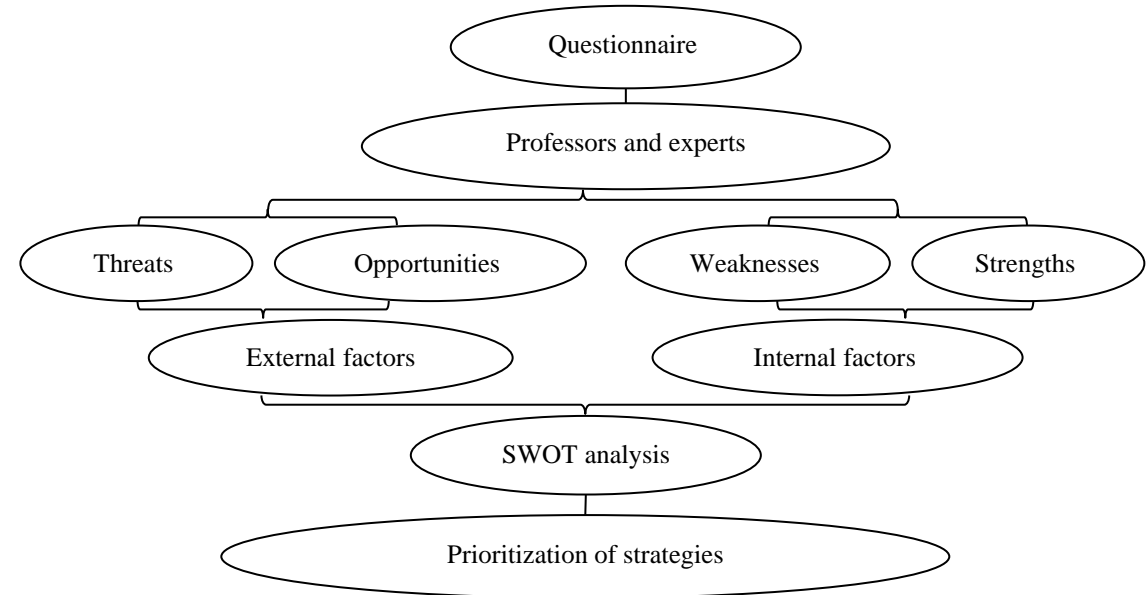 Questionnaire
Professors and experts
Threats
Opportunities
Weaknesses
Strengths
External factors
Internal factors
SWOT analysis
Prioritization of strategies